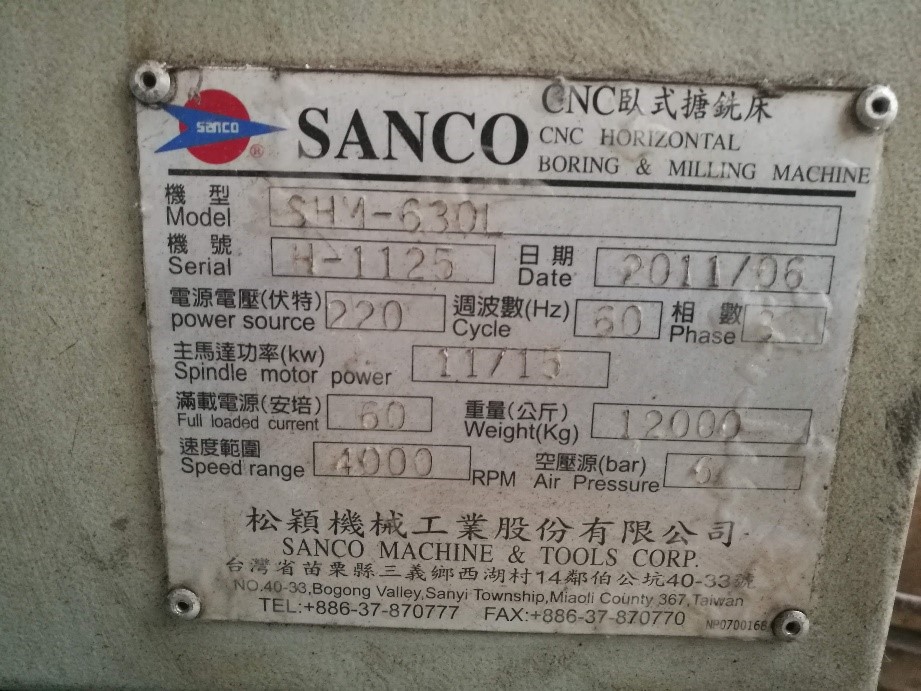 sanco
®
SANCO
CNC臥式搪銑床
CNC HORIZONTAL
BORING & MILLING MACHINE
機 型
Model SHM-630L
機 號
Serial H-1125 日期 Date 2011/06
電源電壓(伏特) 週波數(Hz) 相 數
power source 220 Cycle 60 Phase 3
主馬達功率(kw)
Spindle motor power 11/15
滿載電源(安培) 重量(公斤)
Full loaded current 60 Weight(Kg) 12000
速度範圍 空壓源(bar)
Speed range 4000 RPM Air Pressure 6
松穎機械工業股份有限公司
SANCO MACHINE & TOOLS CORP.
台灣省苗栗縣三義鄉西湖村14鄰伯公坑40-33號
NO.40-33,Bogong Valley,Sanyi Township,Miaoli County 367,Taiwan
TEL:+886-37-870777 FAX:+886-37-870770 NP0700168